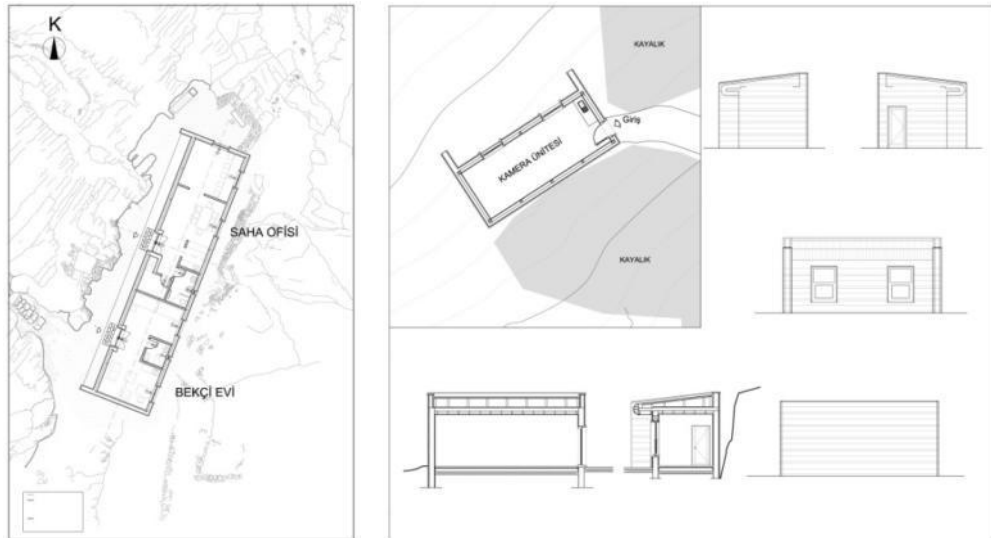 K
SAHA OFİSİ
BEKÇİ EVİ
KAYALIK
Giriş
KAMERA ÜNİTESİ
KAYALIK